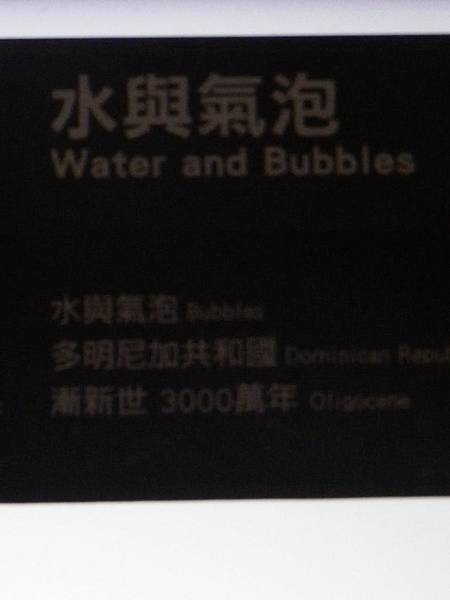 水與氣泡
Water and Bubbles
水與氣泡 Bubbles
多明尼加共和國 Dominican
漸新世 3000萬年 Oligocene